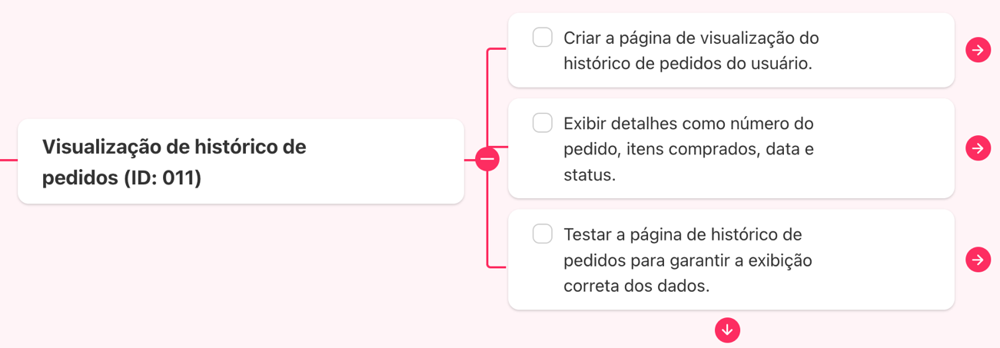 Visualização de histórico de
pedidos (ID: 011)
Criar a página de visualização do
histórico de pedidos do usuário.
Exibir detalhes como número do
pedido, itens comprados, data e
status.
Testar a página de histórico de
pedidos para garantir a exibição
correta dos dados.